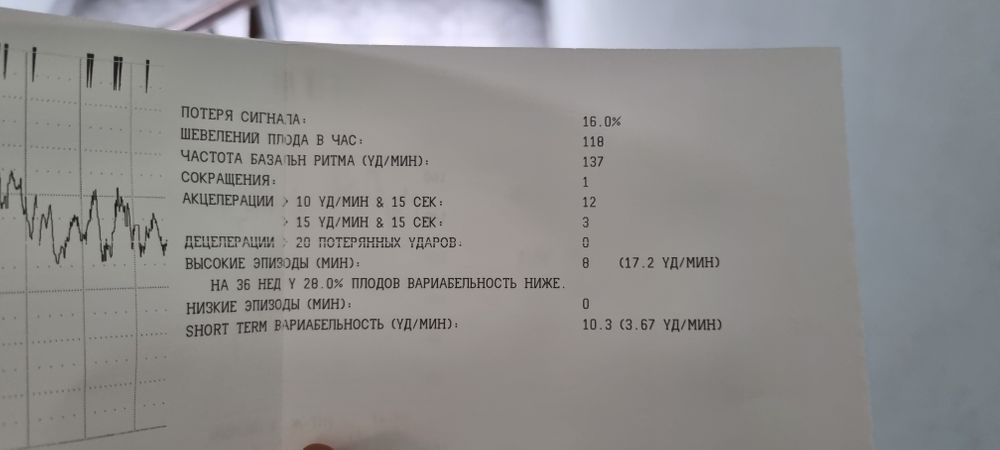 ПОТЕРЯ СИГНАЛА: 16.0%
ШЕВЕЛЕНИЙ ПЛОДА В ЧАС: 118
ЧАСТОТА БАЗАЛЬН РИТМА (УД/МИН): 137
СОКРАЩЕНИЯ: 1
АКЦЕЛЕРАЦИИ > 10 УД/МИН & 15 СЕК: 12
> 15 УД/МИН & 15 СЕК: 3
ДЕЦЕЛЕРАЦИИ > 20 ПОТЕРЯННЫХ УДАРОВ: 0
ВЫСОКИЕ ЭПИЗОДЫ (МИН): 8 (17.2 УД/МИН)
НА 36 НЕД У 28.0% ПЛОДОВ ВАРИАБЕЛЬНОСТЬ НИЖЕ.
НИЗКИЕ ЭПИЗОДЫ (МИН): 0
SHORT TERM ВАРИАБЕЛЬНОСТЬ (УД/МИН): 10.3 (3.67 УД/МИН)